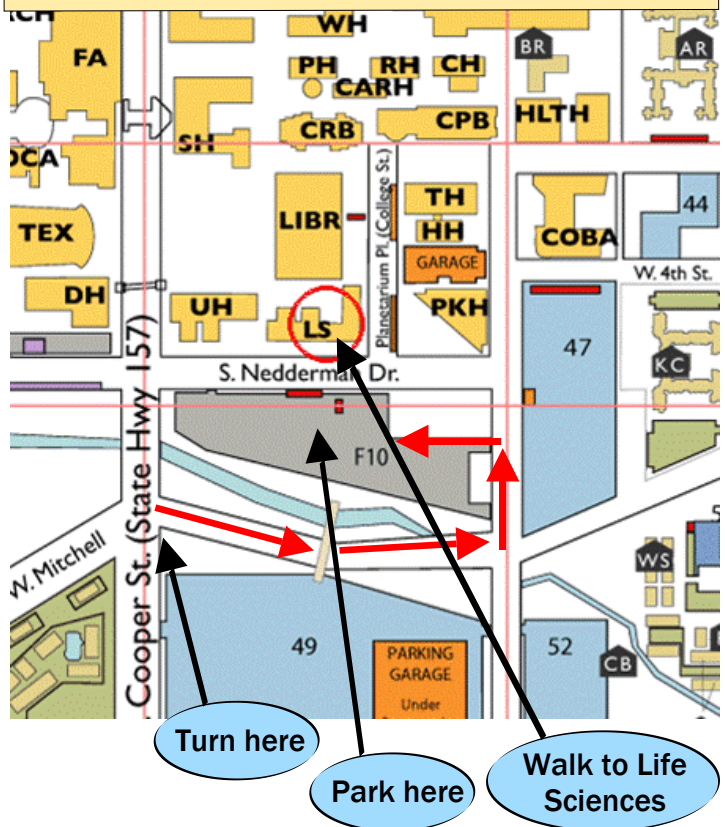 WH
FA
PH
RH
CH
CARH
BR
AR
SH
CRB
CPB
HLTH
LIBR
TH
HH
GARAGE
PKH
Planetarium Pl. (College St.)
COBA
44
W. 4th St.
TEX
DH
UH
LS
47
KC
S. Nedderman Dr.
F10
Cooper St. (State Hwy 157)
W. Mitchell
WS
49
PARKING
GARAGE
Under
52
CB
Turn here
Park here
Walk to Life
Sciences